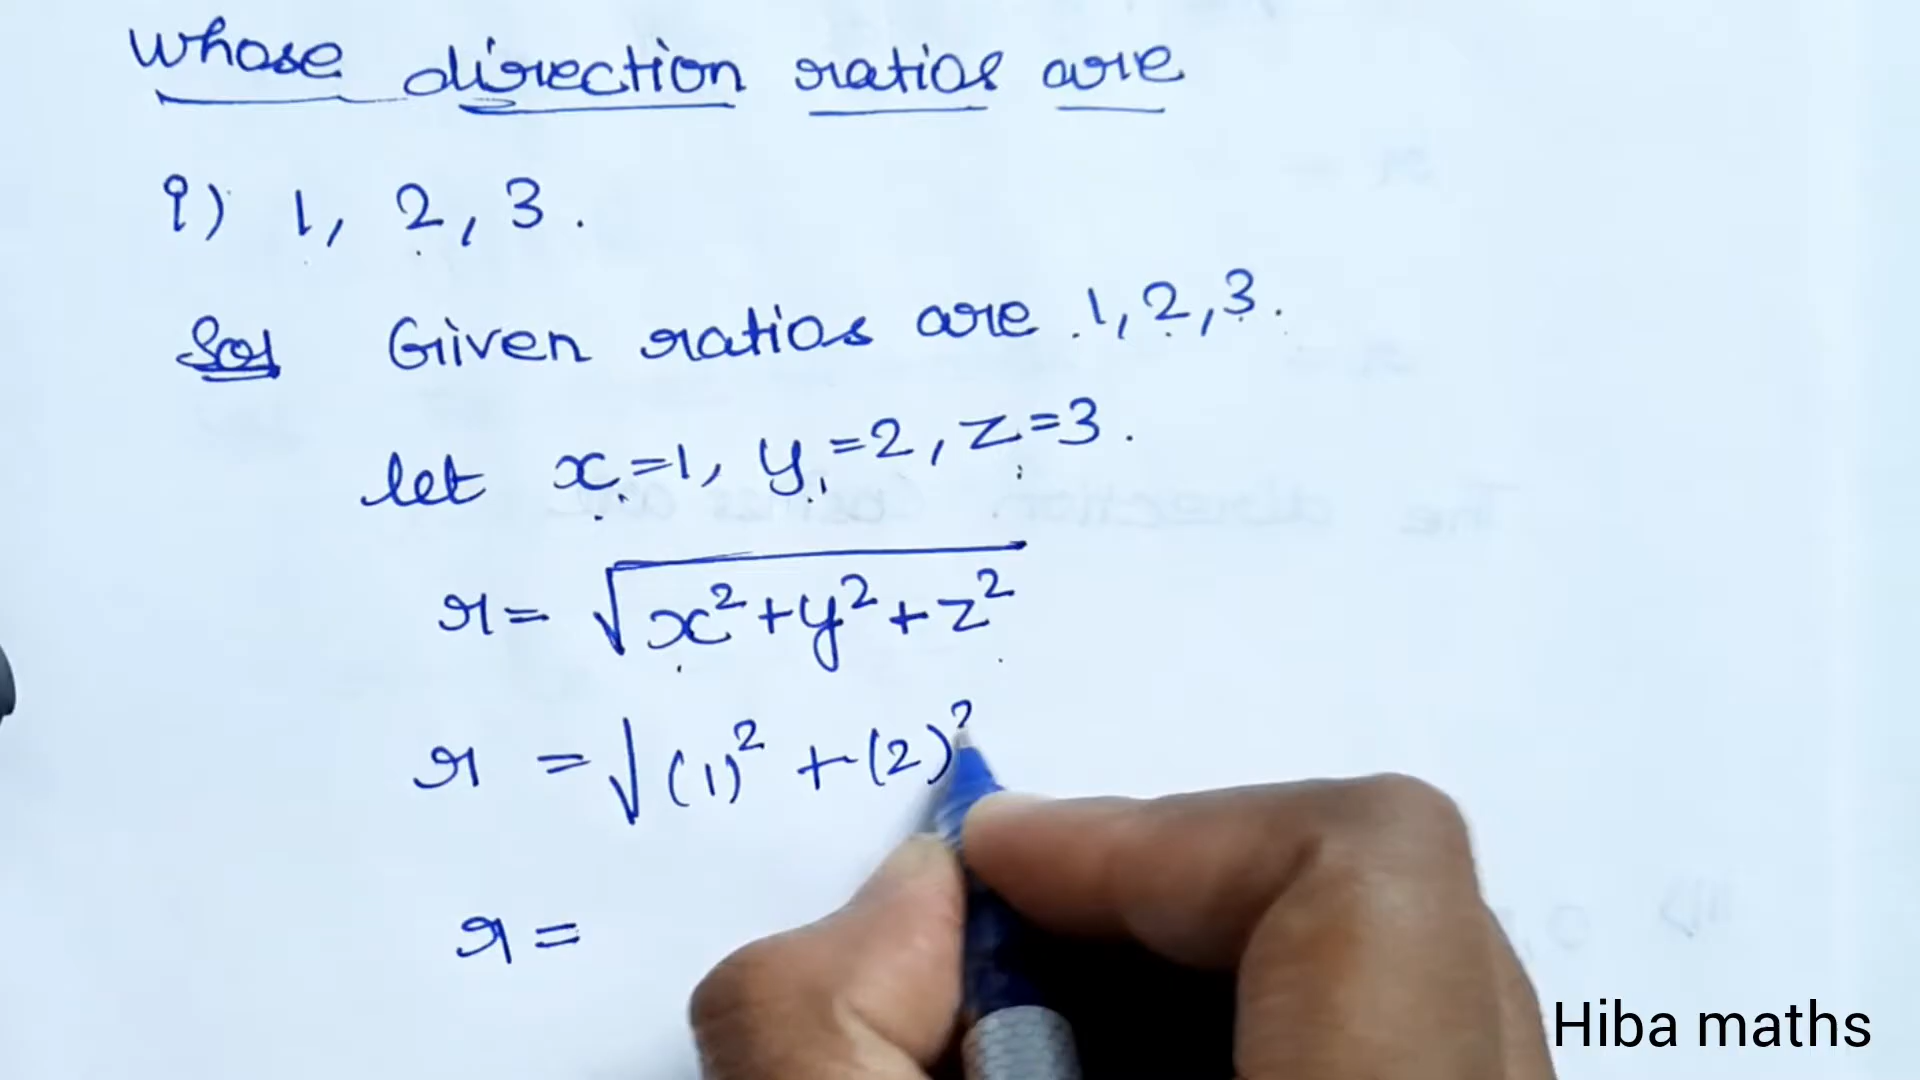 Whose direction ratios are
i) 1, 2, 3.
Sol Given ratios are 1, 2, 3.
let x=1, y=2, z=3.
r= √x²+y²+z²
r = √(1)² + (2)²
r =
Hiba maths